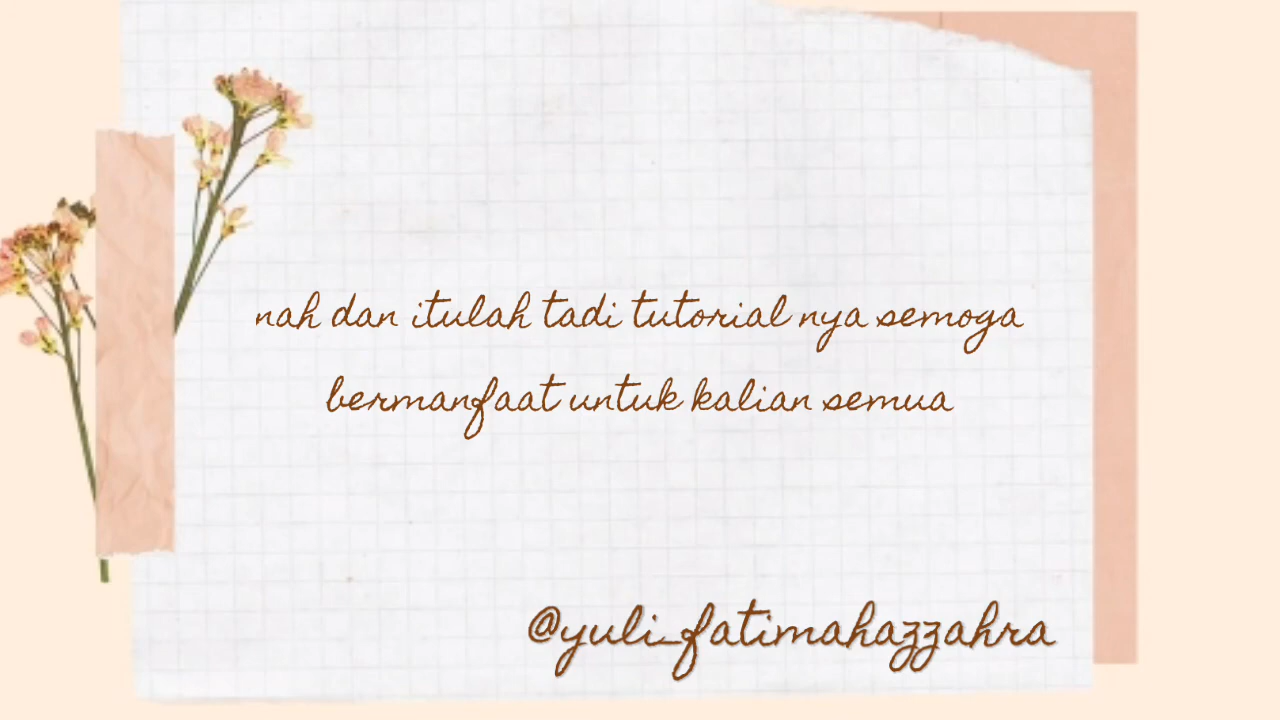 nah dan itulah tadi tutorial nya semoga
bermanfaat untuk kalian semua
@yuli_fatimahazzahra